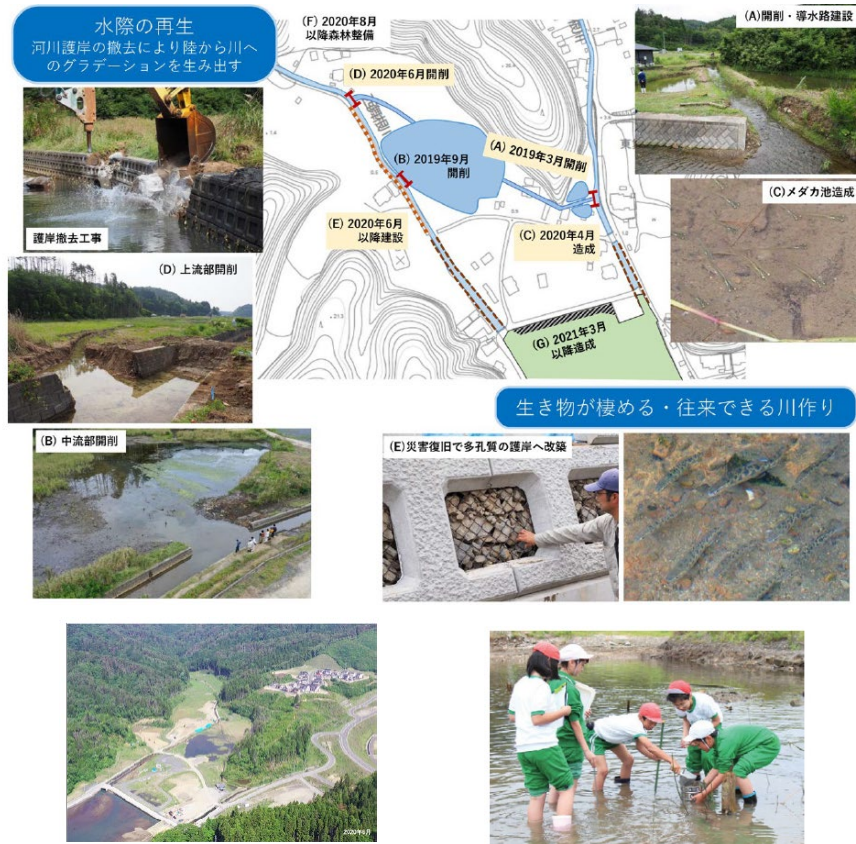 水際の再生
河川護岸の撤去により陸から川へ
のグラデーションを生み出す
護岸撤去工事
(D) 上流部開削
(B) 中流部開削
(F) 2020年8月
以降森林整備
(D) 2020年6月開削
(B) 2019年9月
開削
(A) 2019年3月開削
(E) 2020年6月
以降建設
(C) 2020年4月
造成
(G) 2021年3月
以降造成
(A)開削・導水路建設
(C)メダカ池造成
生き物が棲める・往来できる川作り
(E)災害復旧で多孔質の護岸へ改築
2020年6月